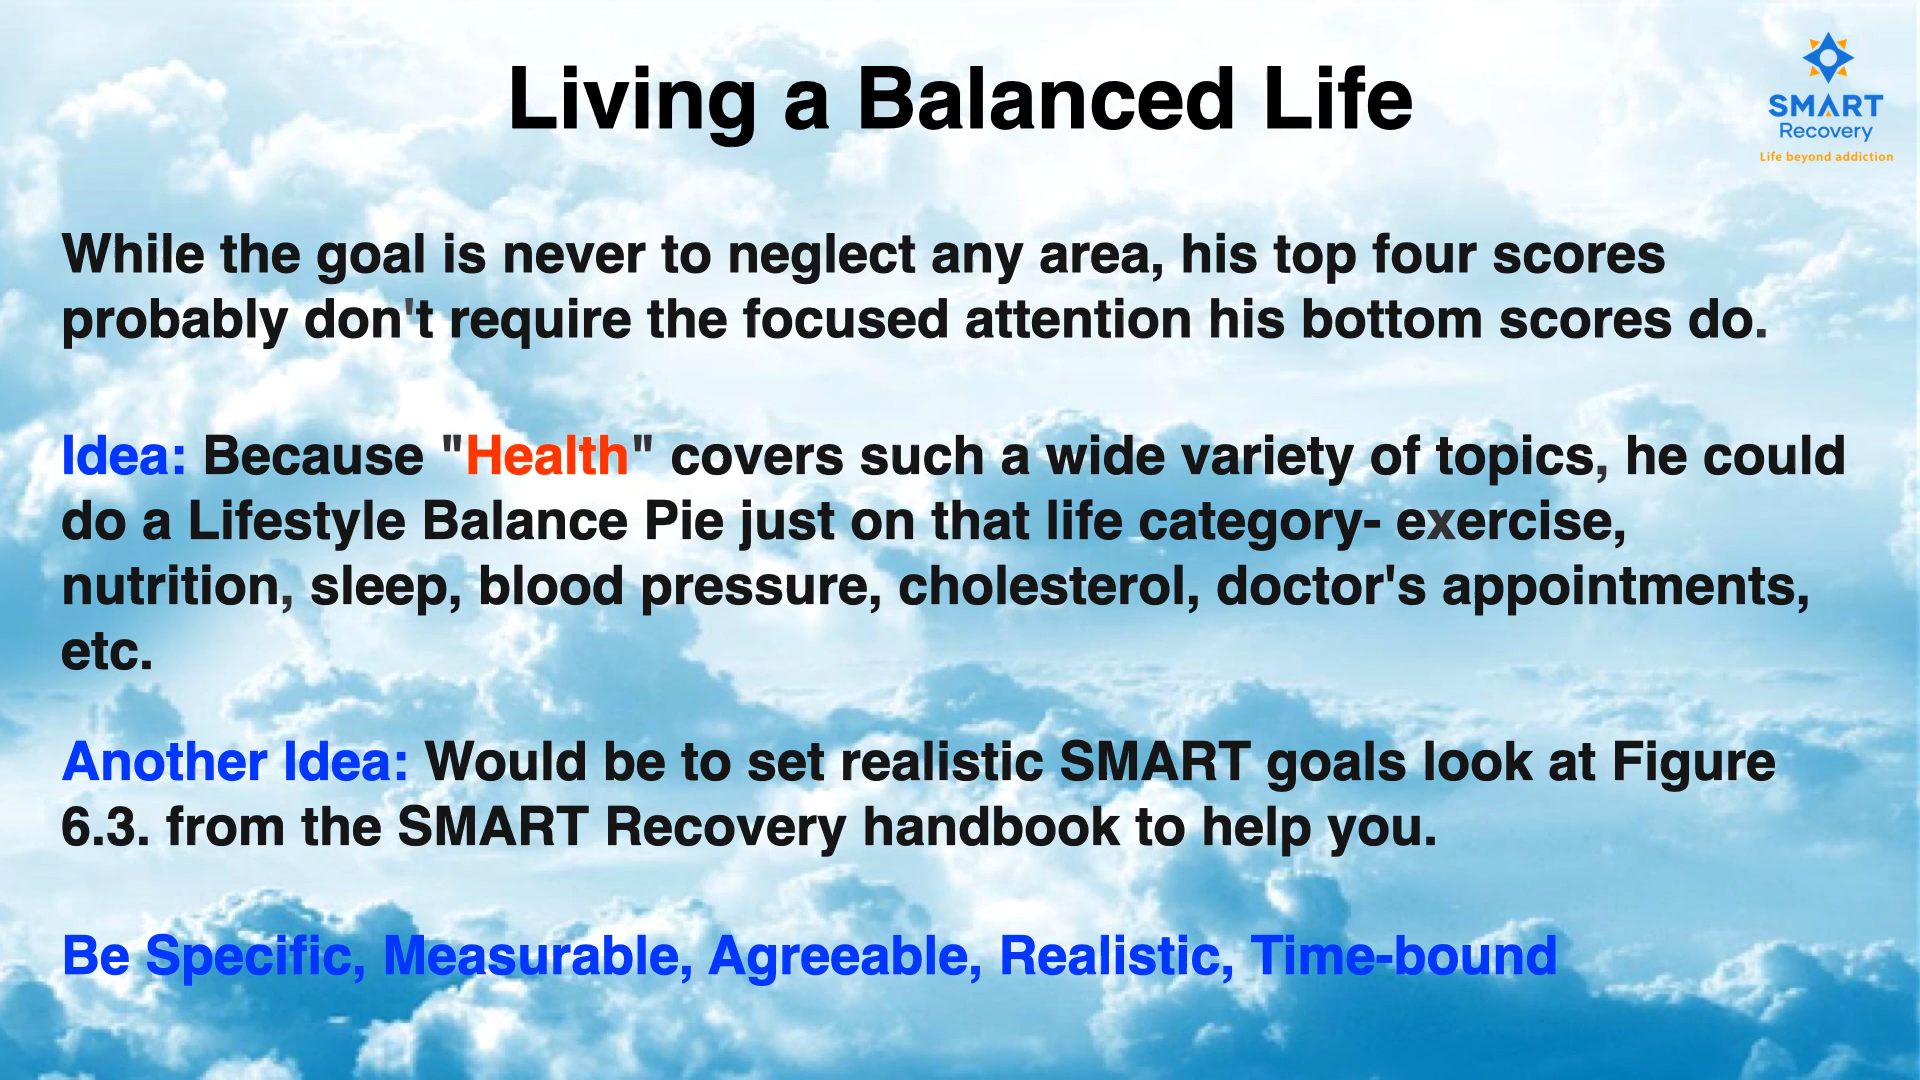 Living a Balanced Life
SMART
Recovery
Life beyond addiction
While the goal is never to neglect any area, his top four scores
probably don't require the focused attention his bottom scores do.
Idea: Because "Health" covers such a wide variety of topics, he could
do a Lifestyle Balance Pie just on that life category- exercise,
nutrition, sleep, blood pressure, cholesterol, doctor's appointments,
etc.
Another Idea: Would be to set realistic SMART goals look at Figure
6.3. from the SMART Recovery handbook to help you.
Be Specific, Measurable, Agreeable, Realistic, Time-bound